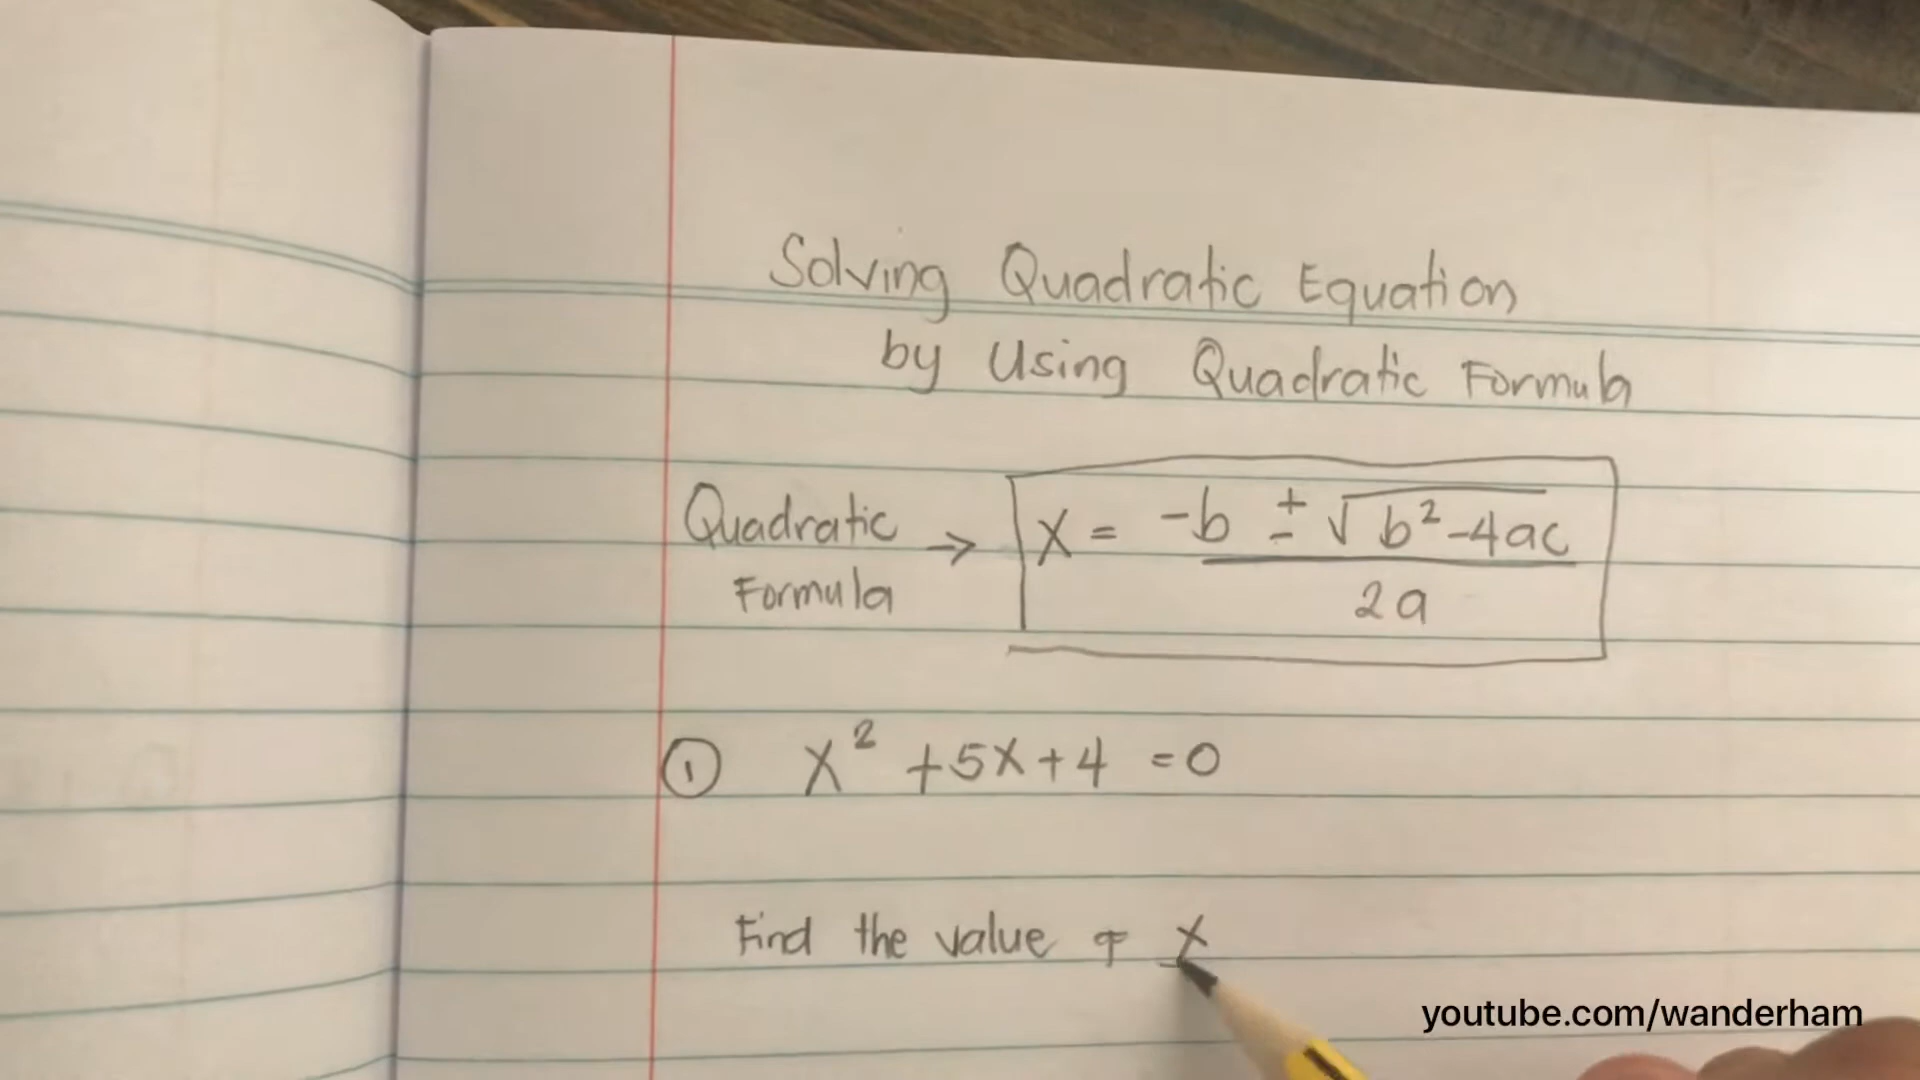 Solving Quadratic Equation
by Using Quadratic Formula
Quadratic Formula → x = -b ± √b²-4ac / 2a
① x² +5x+4 =0
Find the value of x
youtube.com/wanderham